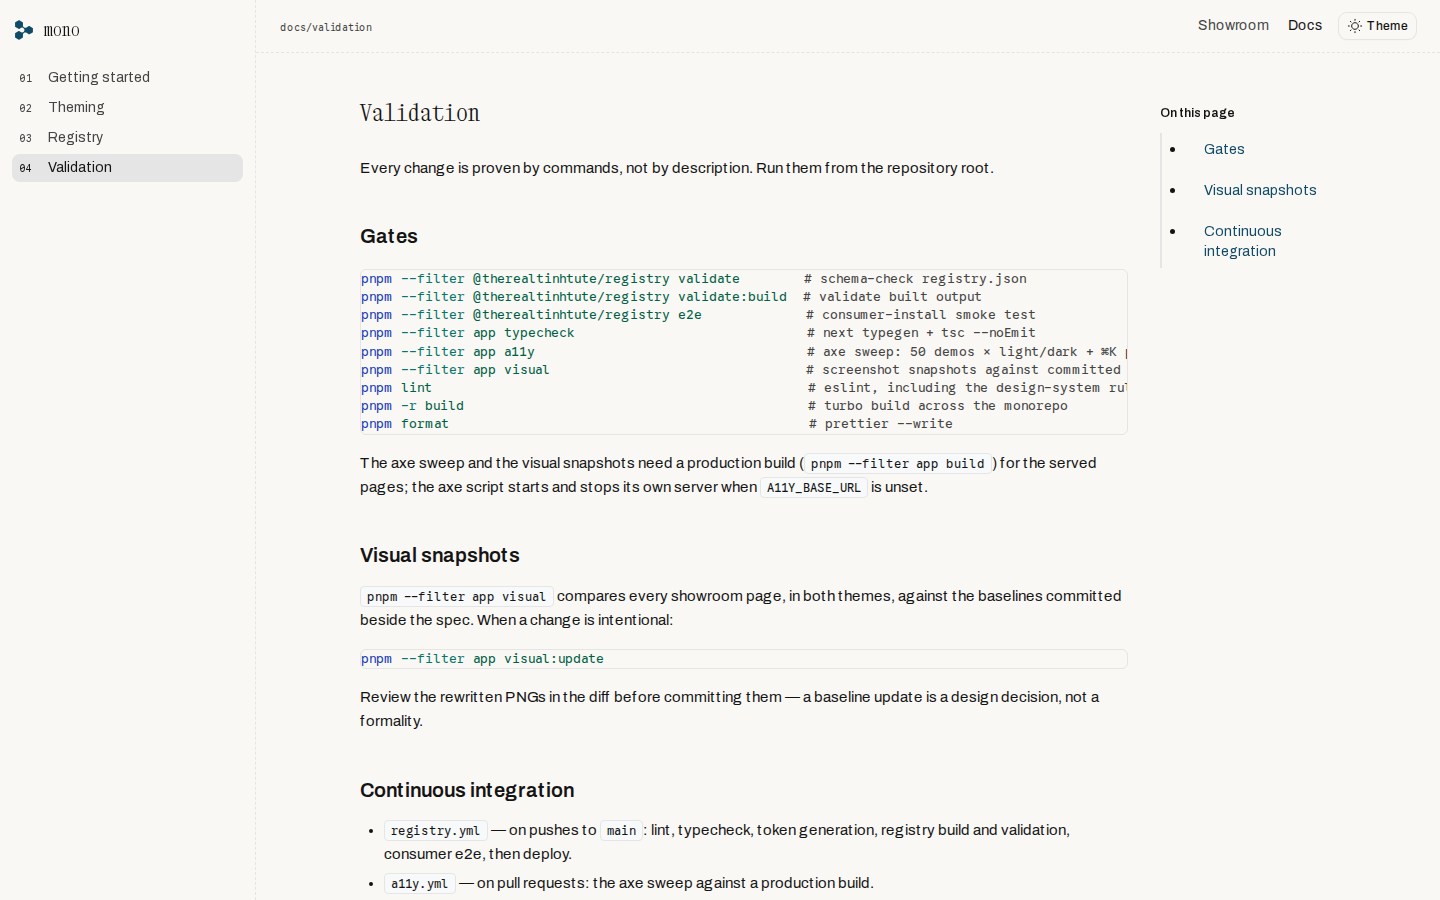 mono
01 Getting started
02 Theming
03 Registry
04 Validation
docs/validation
Showroom Docs Theme
Validation
Every change is proven by commands, not by description. Run them from the repository root.
Gates
pnpm --filter @therealtinhtute/registry validate # schema-check registry.json
pnpm --filter @therealtinhtute/registry validate:build # validate built output
pnpm --filter @therealtinhtute/registry e2e # consumer-install smoke test
pnpm --filter app typecheck # next typegen + tsc --noEmit
pnpm --filter app a11y # axe sweep: 50 demos × light/dark + ⌘K
pnpm --filter app visual # screenshot snapshots against committed
pnpm lint # eslint, including the design-system
pnpm -r build # turbo build across the monorepo
pnpm format # prettier --write
The axe sweep and the visual snapshots need a production build (pnpm --filter app build) for the served
pages; the axe script starts and stops its own server when A11Y_BASE_URL is unset.
Visual snapshots
pnpm --filter app visual compares every showroom page, in both themes, against the baselines committed
beside the spec. When a change is intentional:
pnpm --filter app visual:update
Review the rewritten PNGs in the diff before committing them — a baseline update is a design decision, not a
formality.
Continuous integration
registry.yml — on pushes to main: lint, typecheck, token generation, registry build and validation,
consumer e2e, then deploy.
a11y.yml — on pull requests: the axe sweep against a production build.
On this page
Gates
Visual snapshots
Continuous
integration